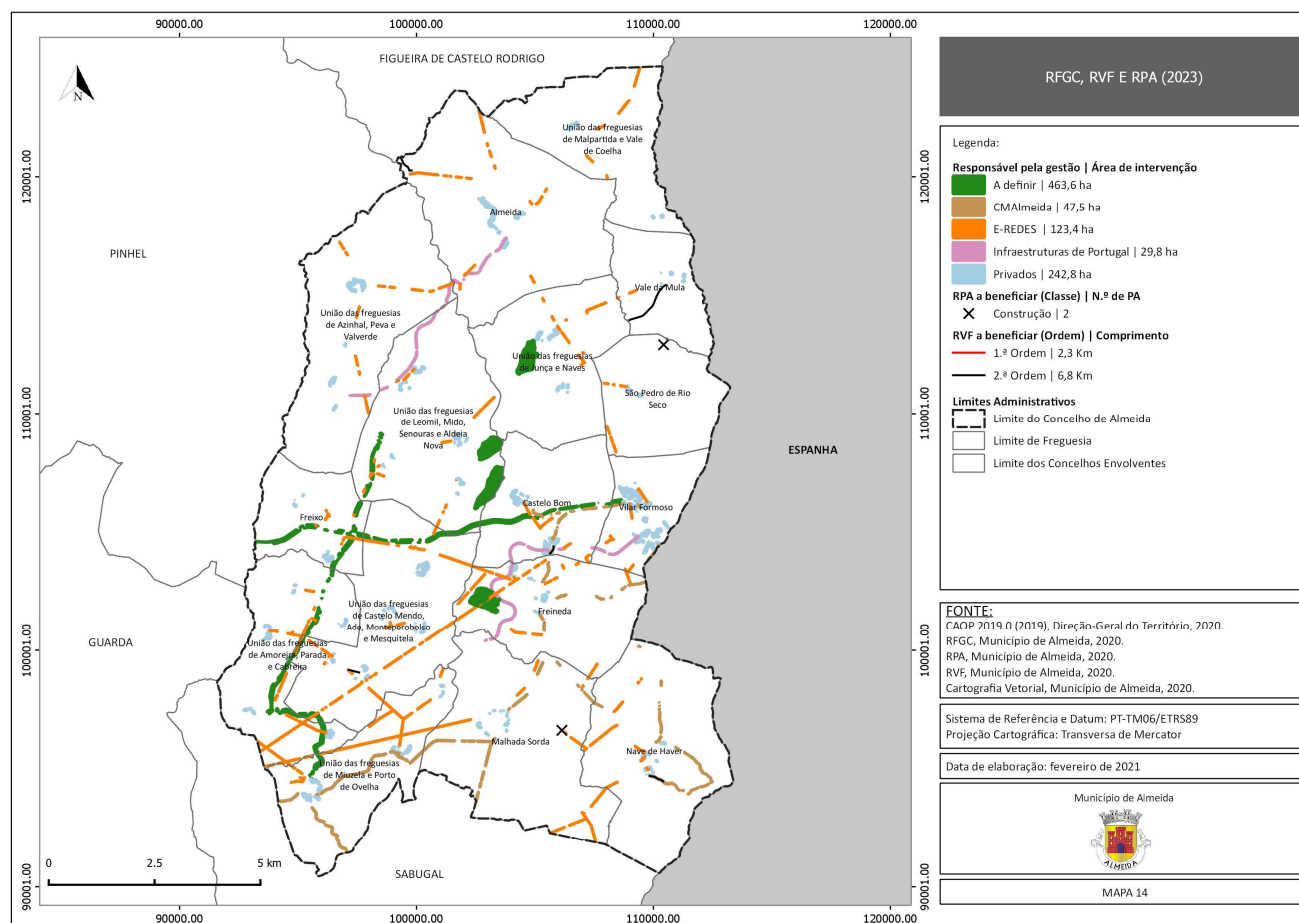 90000.00
100000.00
110000.00
120000.00
FIGUEIRA DE CASTELO RODRIGO
N
União das freguesias
de Malpartida e Vale
de Coelha
120001.00
120001.00
Almeida
PINHEL
Vale da Mula
União das freguesias
de Azinhal, Peva e
Valverde
União das freguesias
de Junça e Naves
São Pedro de Rio
Seco
110001.00
110001.00
União das freguesias
de Leomil, Mido,
Senouras e Aldeia
Nova
ESPANHA
Castelo Bom
Vilar Formoso
Freixo
União das freguesias
de Castelo Mendo,
Ade, Monteperobolso
e Mesquitela
Freineda
GUARDA
União das freguesias
de Amoreira, Parada
e Cabreira
100001.00
100001.00
Malhada Sorda
Nave de Haver
União das freguesias
de Miuzela e Porto
de Ovelha
0
2.5
5 km
SABUGAL
90001.00
90001.00
90000.00
100000.00
110000.00
120000.00
RFGC, RVF E RPA (2023)
Legenda:
Responsável pela gestão | Área de intervenção
A definir | 463,6 ha
CMAlmeida | 47,5 ha
E-REDES | 123,4 ha
Infraestruturas de Portugal | 29,8 ha
Privados | 242,8 ha
RPA a beneficiar (Classe) | N.º de PA
Construção | 2
RVF a beneficiar (Ordem) | Comprimento
1.ª Ordem | 2,3 Km
2.ª Ordem | 6,8 Km
Limites Administrativos
Limite do Concelho de Almeida
Limite de Freguesia
Limite dos Concelhos Envolventes
FONTE:
CAOP 2019.0 (2019), Direção-Geral do Território, 2020.
RFGC, Município de Almeida, 2020.
RPA, Município de Almeida, 2020.
RVF, Município de Almeida, 2020.
Cartografia Vetorial, Município de Almeida, 2020.
Sistema de Referência e Datum: PT-TM06/ETRS89
Projeção Cartográfica: Transversa de Mercator
Data de elaboração: fevereiro de 2021
Município de Almeida
ALMEIDA
MAPA 14